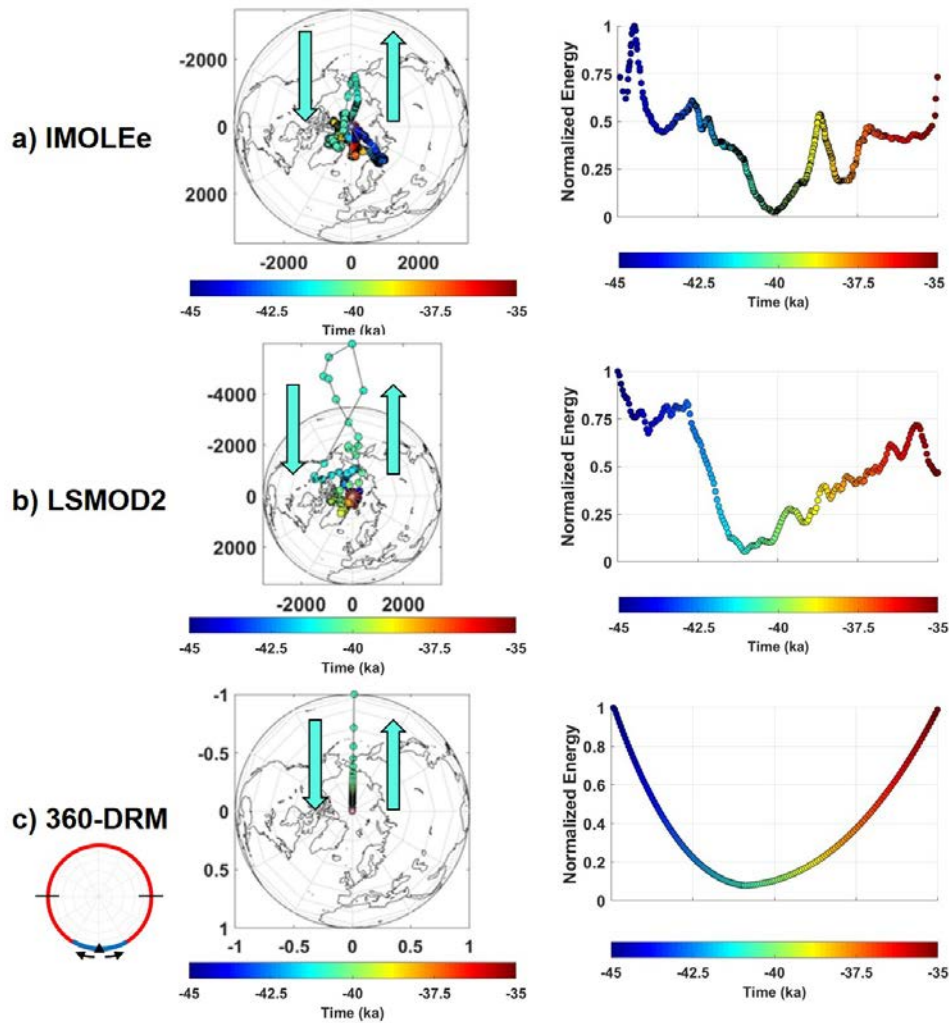 a) IMOLEe
-2000
0
2000
-2000 0 2000
-45 -42.5 -40 -37.5 -35
Time (ka)
Normalized Energy
1
0.75
0.5
0.25
0
-45 -42.5 -40 -37.5 -35
Time (ka)
b) LSMOD2
-4000
-2000
0
2000
-2000 0 2000
-45 -42.5 -40 -37.5 -35
Time (ka)
Normalized Energy
1
0.75
0.5
0.25
0
-45 -42.5 -40 -37.5 -35
Time (ka)
c) 360-DRM
-1
-0.5
0
0.5
1
-1 -0.5 0 0.5 1
-45 -42.5 -40 -37.5 -35
Time (ka)
Normalized Energy
1
0.8
0.6
0.4
0.2
0
-45 -42.5 -40 -37.5 -35
Time (ka)